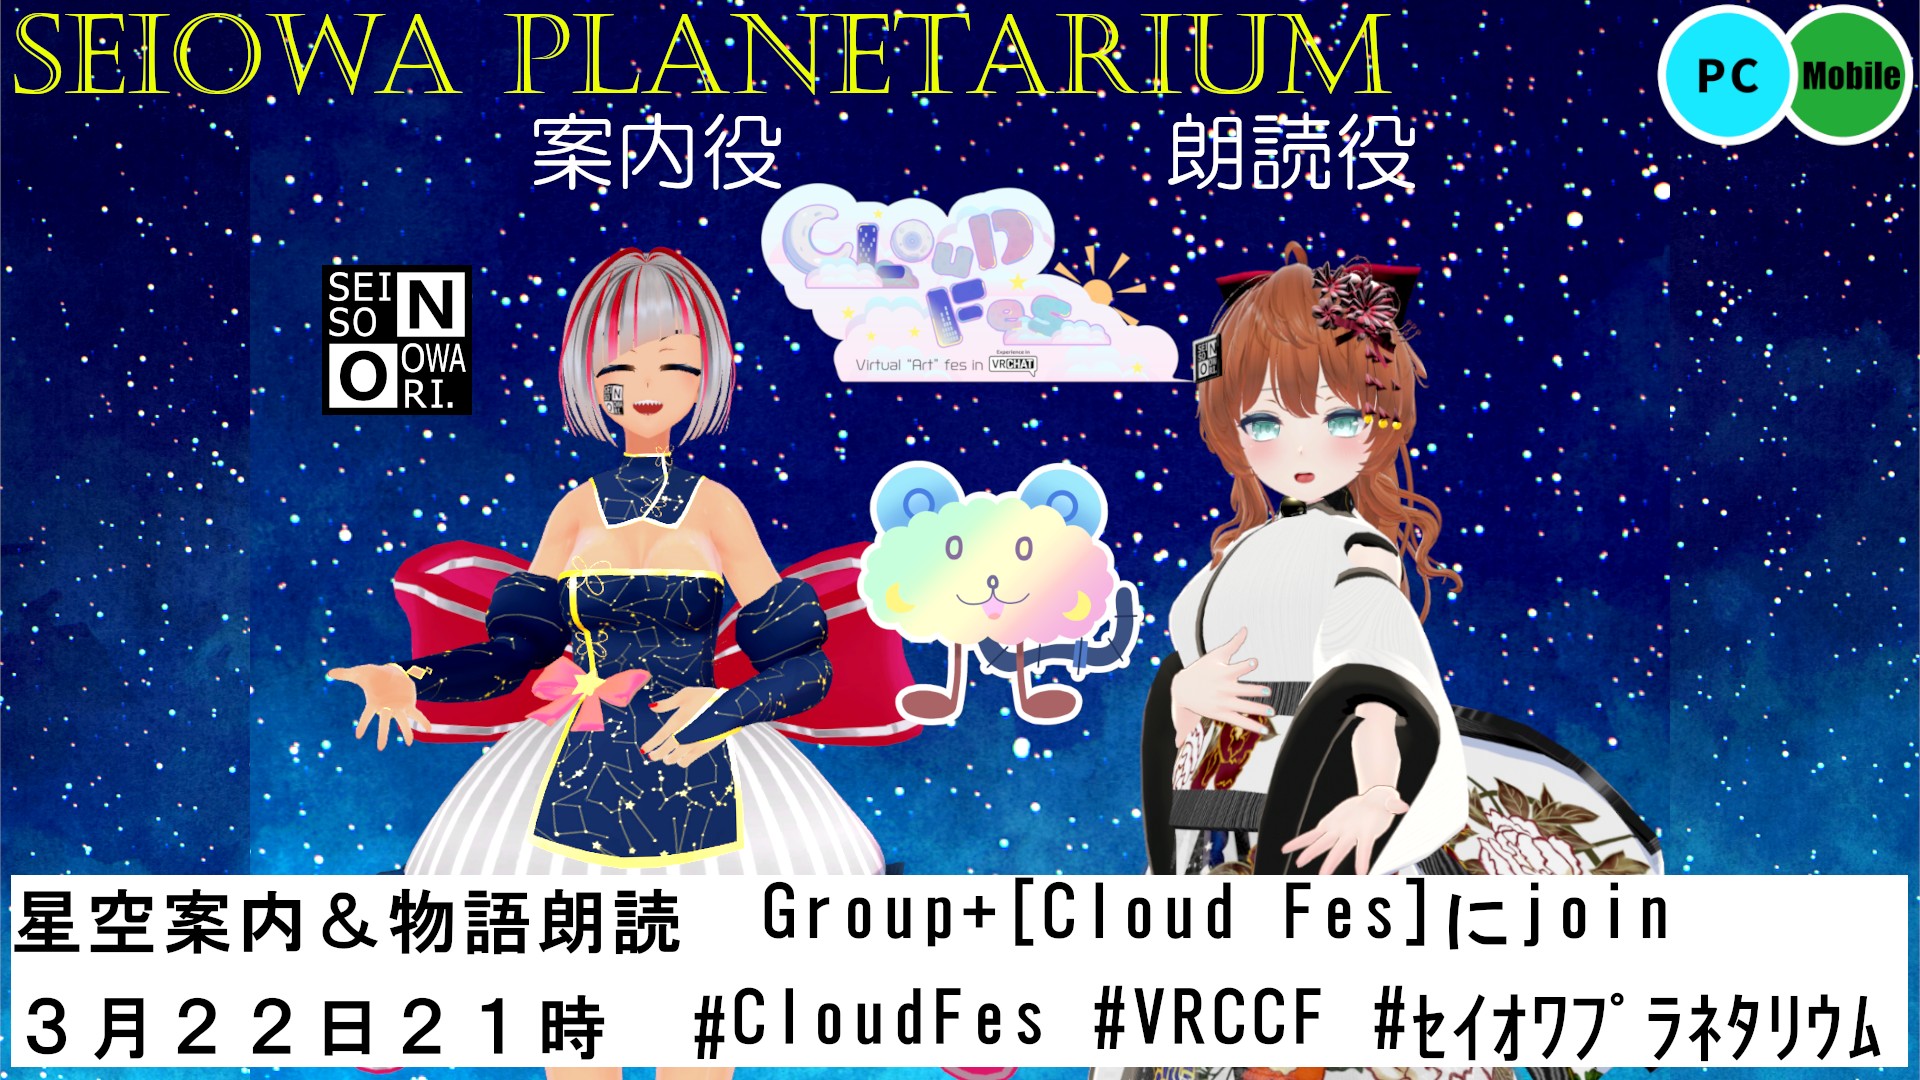 SEIOWA PLANETARIUM
PC
Mobile
案内役
朗読役
CLOUD
Fes
Experience in
Virtual "Art" fes in VRCHAT
SEI
SO
N
O
OWA
RI.
星空案内＆物語朗読
Group+[Cloud Fes]にjoin
３月２２日２１時
#CloudFes #VRCCF #ｾｲｵﾜﾌﾟﾗﾈﾀﾘｳﾑ